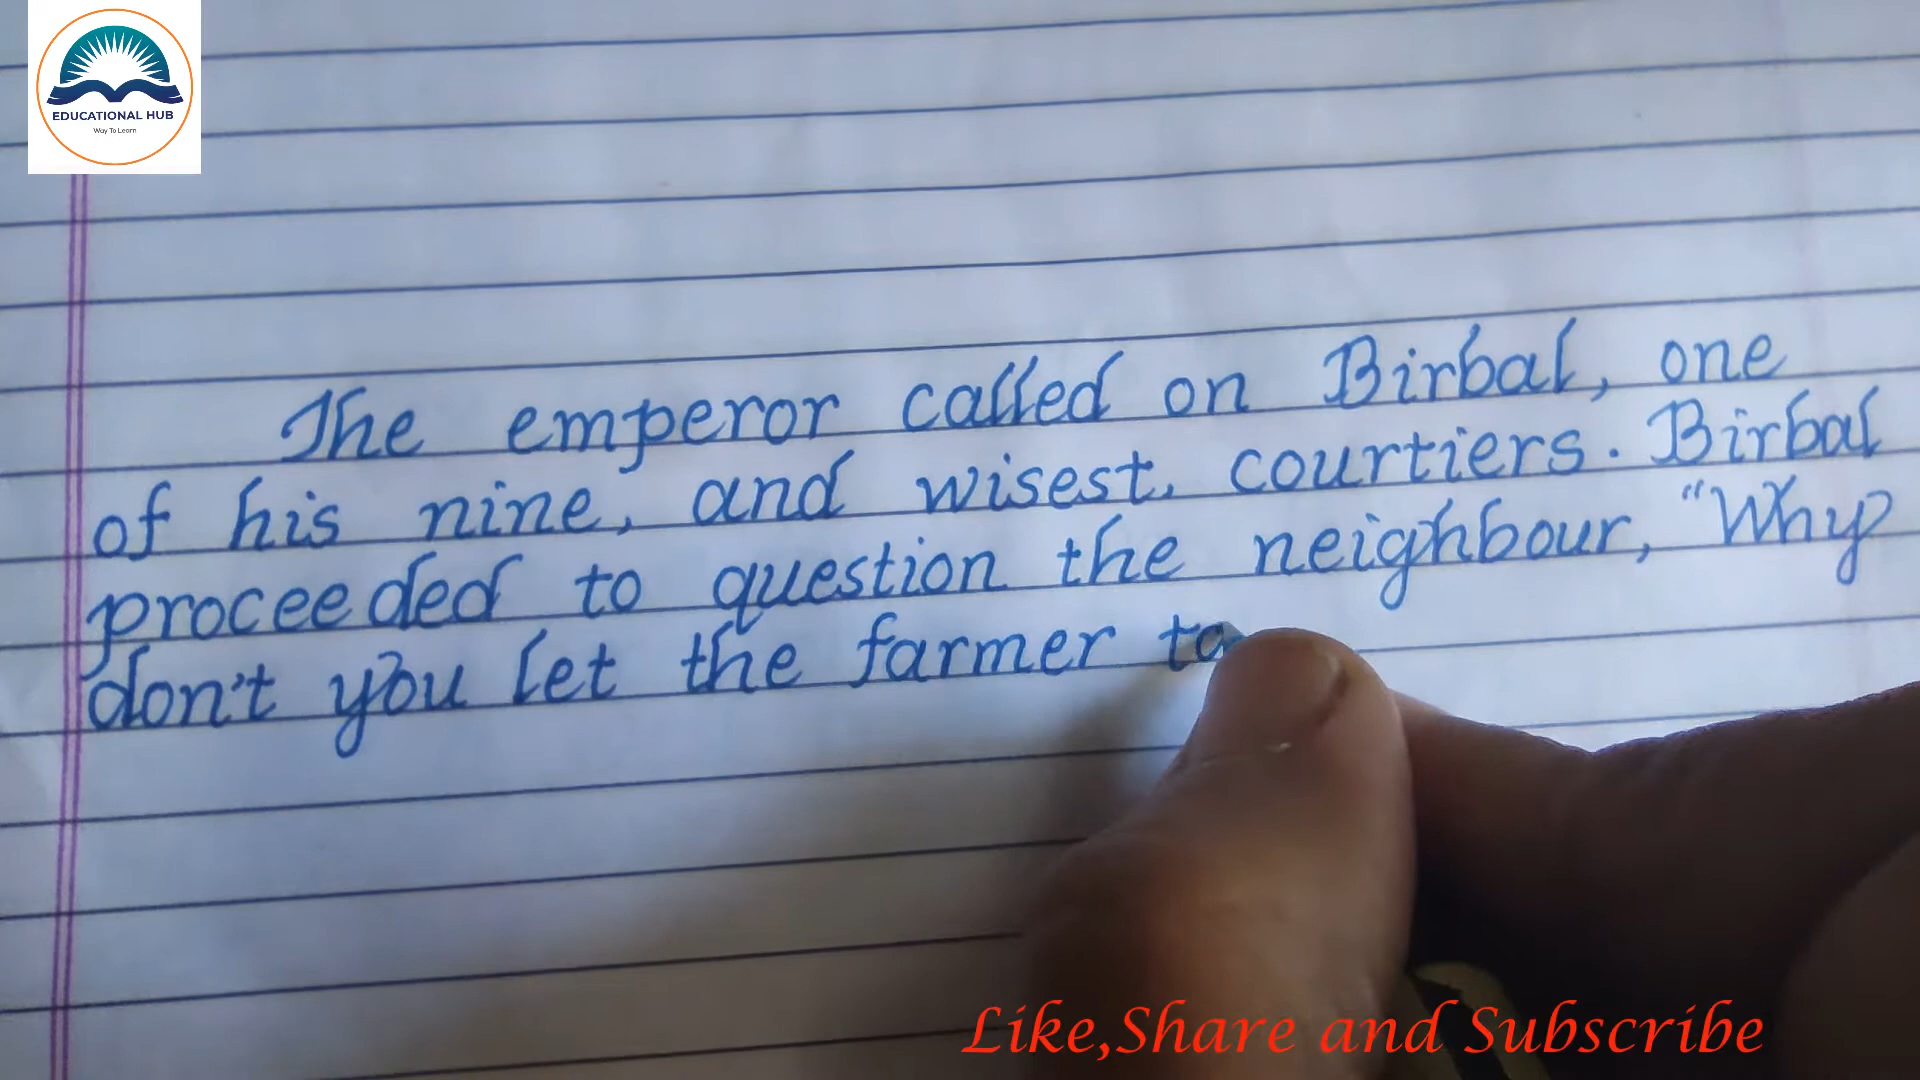 EDUCATIONAL HUB
Way To Learn
The emperor called on Birbal, one
of his nine, and wisest, courtiers. Birbal
proceeded to question the neighbour, "Why
don't you let the farmer ta
Like,Share and Subscribe